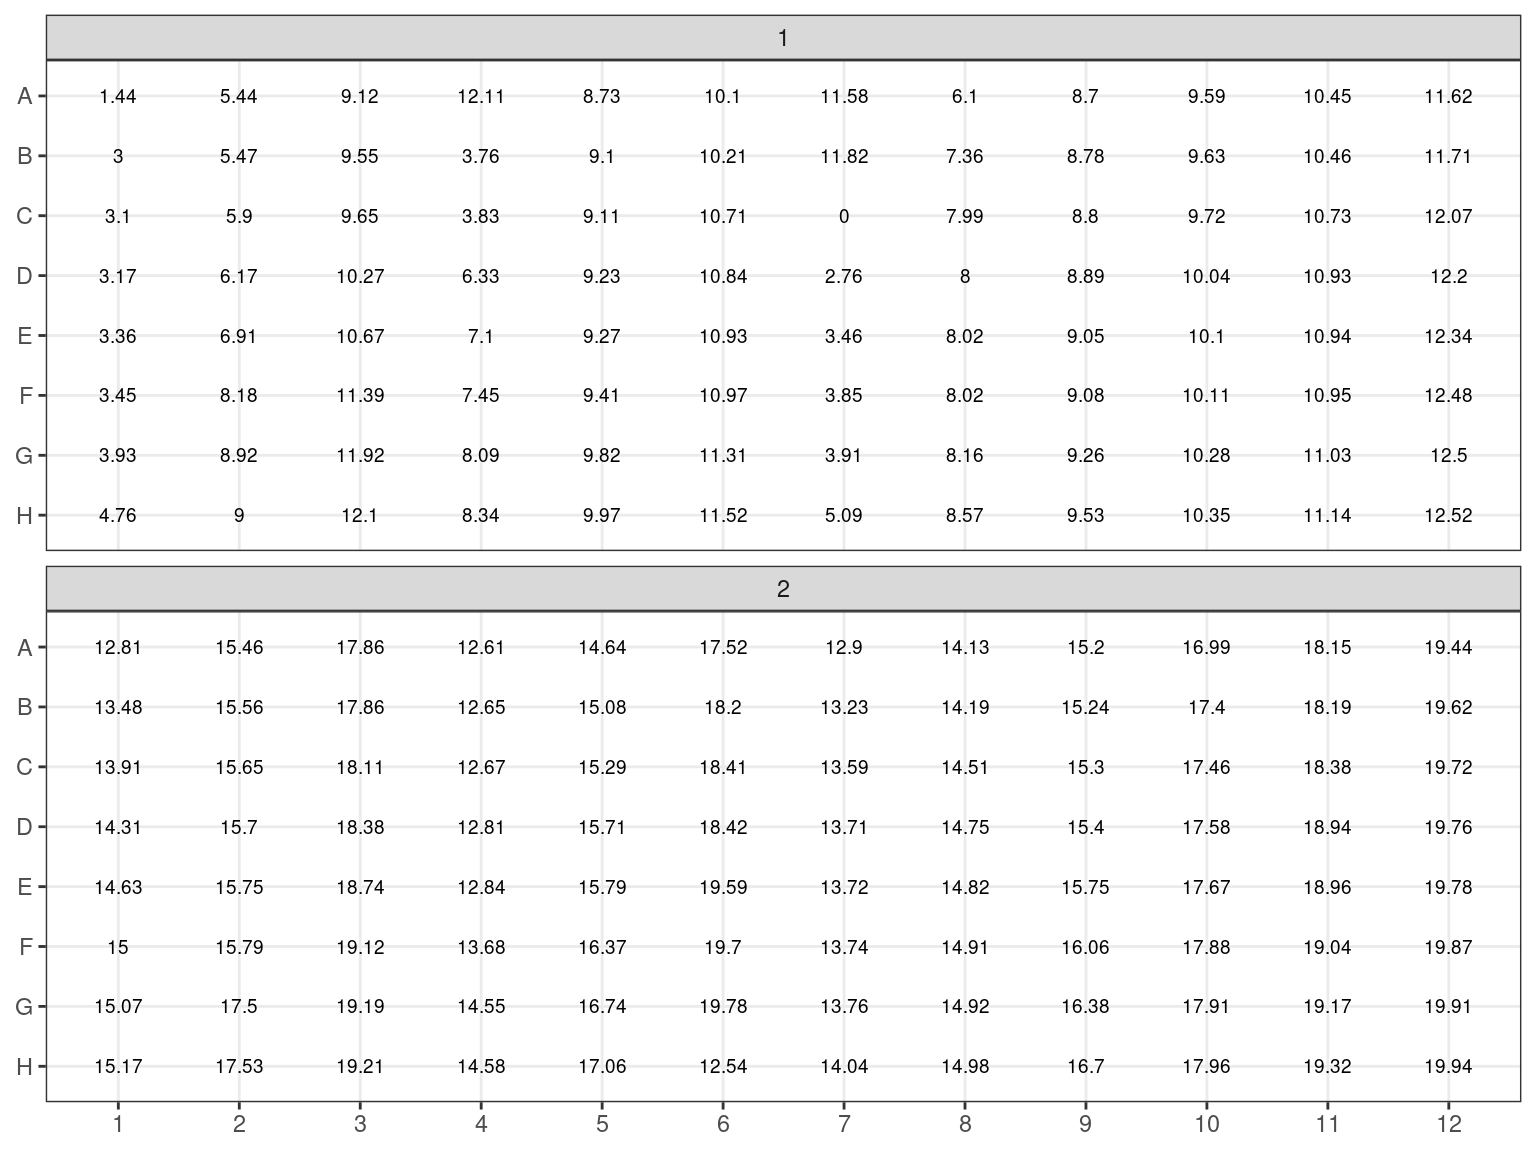 1
A 1.44 5.44 9.12 12.11 8.73 10.1 11.58 6.1 8.7 9.59 10.45 11.62
B 3 5.47 9.55 3.76 9.1 10.21 11.82 7.36 8.78 9.63 10.46 11.71
C 3.1 5.9 9.65 3.83 9.11 10.71 0 7.99 8.8 9.72 10.73 12.07
D 3.17 6.17 10.27 6.33 9.23 10.84 2.76 8 8.89 10.04 10.93 12.2
E 3.36 6.91 10.67 7.1 9.27 10.93 3.46 8.02 9.05 10.1 10.94 12.34
F 3.45 8.18 11.39 7.45 9.41 10.97 3.85 8.02 9.08 10.11 10.95 12.48
G 3.93 8.92 11.92 8.09 9.82 11.31 3.91 8.16 9.26 10.28 11.03 12.5
H 4.76 9 12.1 8.34 9.97 11.52 5.09 8.57 9.53 10.35 11.14 12.52
2
A 12.81 15.46 17.86 12.61 14.64 17.52 12.9 14.13 15.2 16.99 18.15 19.44
B 13.48 15.56 17.86 12.65 15.08 18.2 13.23 14.19 15.24 17.4 18.19 19.62
C 13.91 15.65 18.11 12.67 15.29 18.41 13.59 14.51 15.3 17.46 18.38 19.72
D 14.31 15.7 18.38 12.81 15.71 18.42 13.71 14.75 15.4 17.58 18.94 19.76
E 14.63 15.75 18.74 12.84 15.79 19.59 13.72 14.82 15.75 17.67 18.96 19.78
F 15 15.79 19.12 13.68 16.37 19.7 13.74 14.91 16.06 17.88 19.04 19.87
G 15.07 17.5 19.19 14.55 16.74 19.78 13.76 14.92 16.38 17.91 19.17 19.91
H 15.17 17.53 19.21 14.58 17.06 12.54 14.04 14.98 16.7 17.96 19.32 19.94
1 2 3 4 5 6 7 8 9 10 11 12